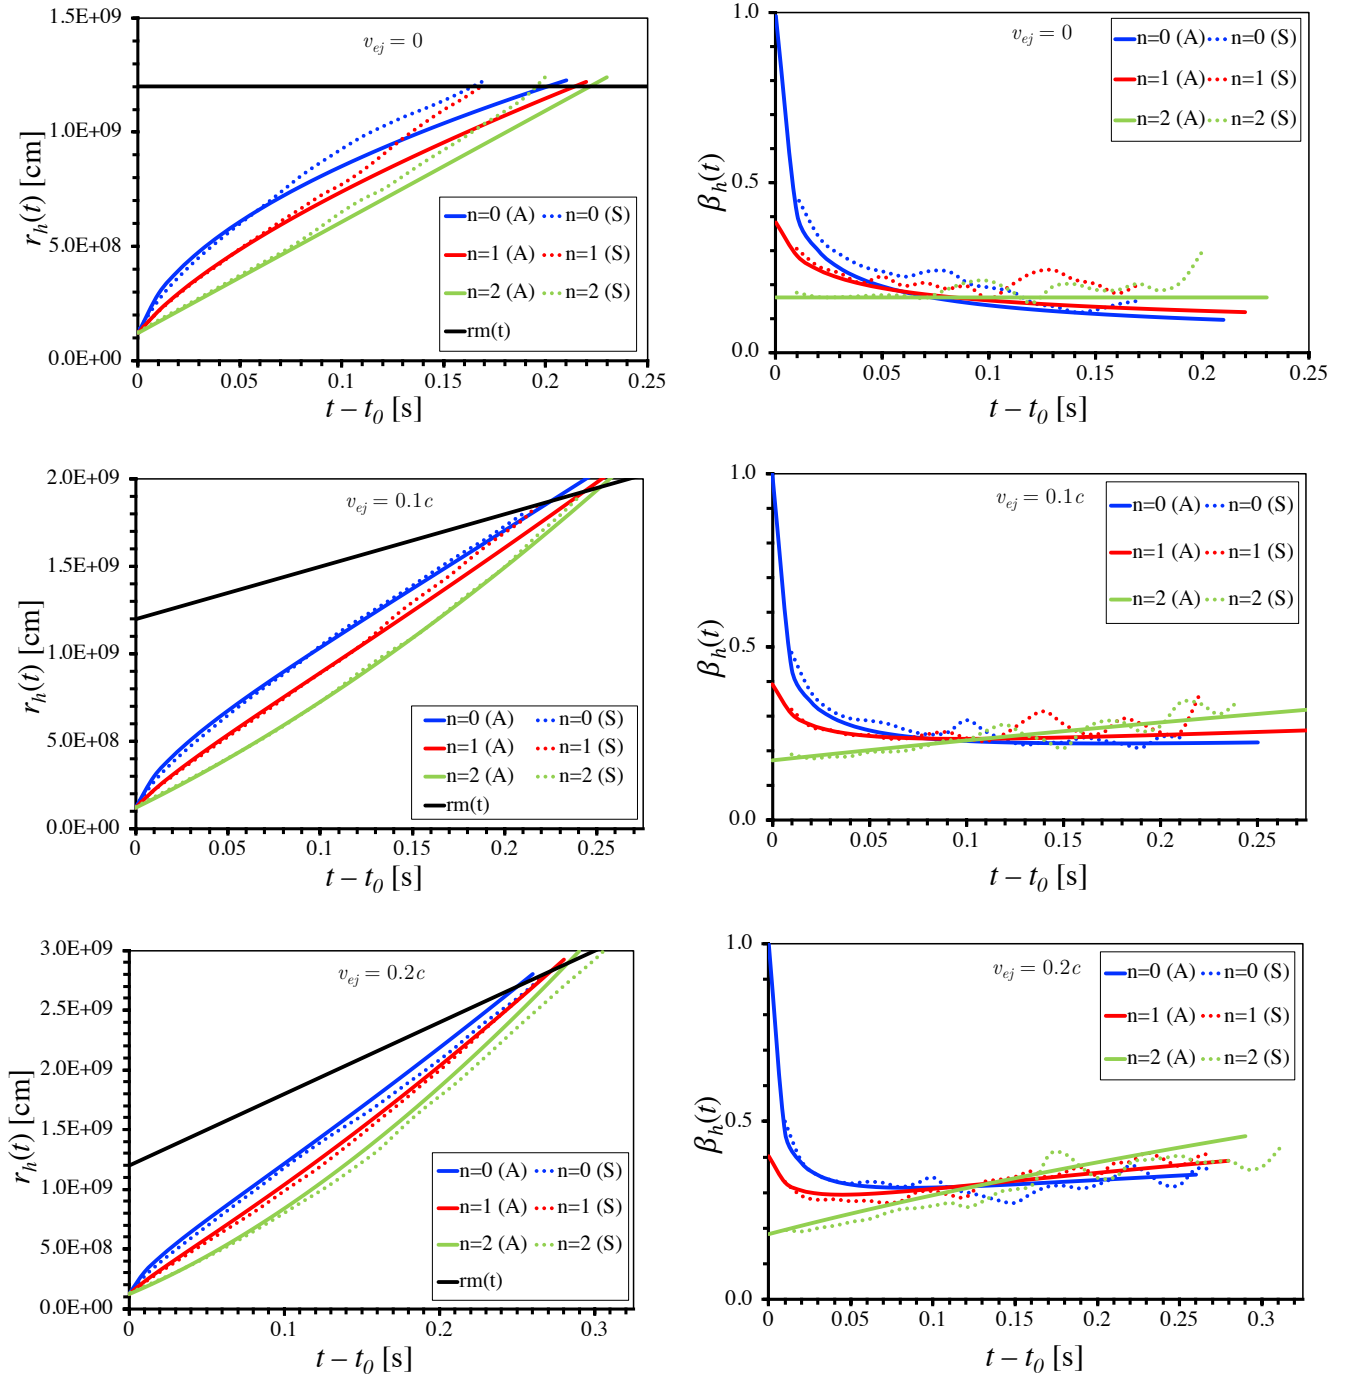 v_ej = 0
1.5E+09
1.0E+09
5.0E+08
0.0E+00
r_h(t) [cm]
n=0 (A) n=0 (S)
n=1 (A) n=1 (S)
n=2 (A) n=2 (S)
rm(t)
0 0.05 0.1 0.15 0.2 0.25
t – t_0 [s]
v_ej = 0
1.0
0.5
0.0
β_h(t)
n=0 (A) n=0 (S)
n=1 (A) n=1 (S)
n=2 (A) n=2 (S)
0 0.05 0.1 0.15 0.2 0.25
t – t_0 [s]
v_ej = 0.1c
2.0E+09
1.5E+09
1.0E+09
5.0E+08
0.0E+00
r_h(t) [cm]
n=0 (A) n=0 (S)
n=1 (A) n=1 (S)
n=2 (A) n=2 (S)
rm(t)
0 0.05 0.1 0.15 0.2 0.25
t – t_0 [s]
v_ej = 0.1c
1.0
0.5
0.0
β_h(t)
n=0 (A) n=0 (S)
n=1 (A) n=1 (S)
n=2 (A) n=2 (S)
0 0.05 0.1 0.15 0.2 0.25
t – t_0 [s]
v_ej = 0.2c
3.0E+09
2.5E+09
2.0E+09
1.5E+09
1.0E+09
5.0E+08
0.0E+00
r_h(t) [cm]
n=0 (A) n=0 (S)
n=1 (A) n=1 (S)
n=2 (A) n=2 (S)
rm(t)
0 0.1 0.2 0.3
t – t_0 [s]
v_ej = 0.2c
1.0
0.5
0.0
β_h(t)
n=0 (A) n=0 (S)
n=1 (A) n=1 (S)
n=2 (A) n=2 (S)
0 0.05 0.1 0.15 0.2 0.25 0.3
t – t_0 [s]